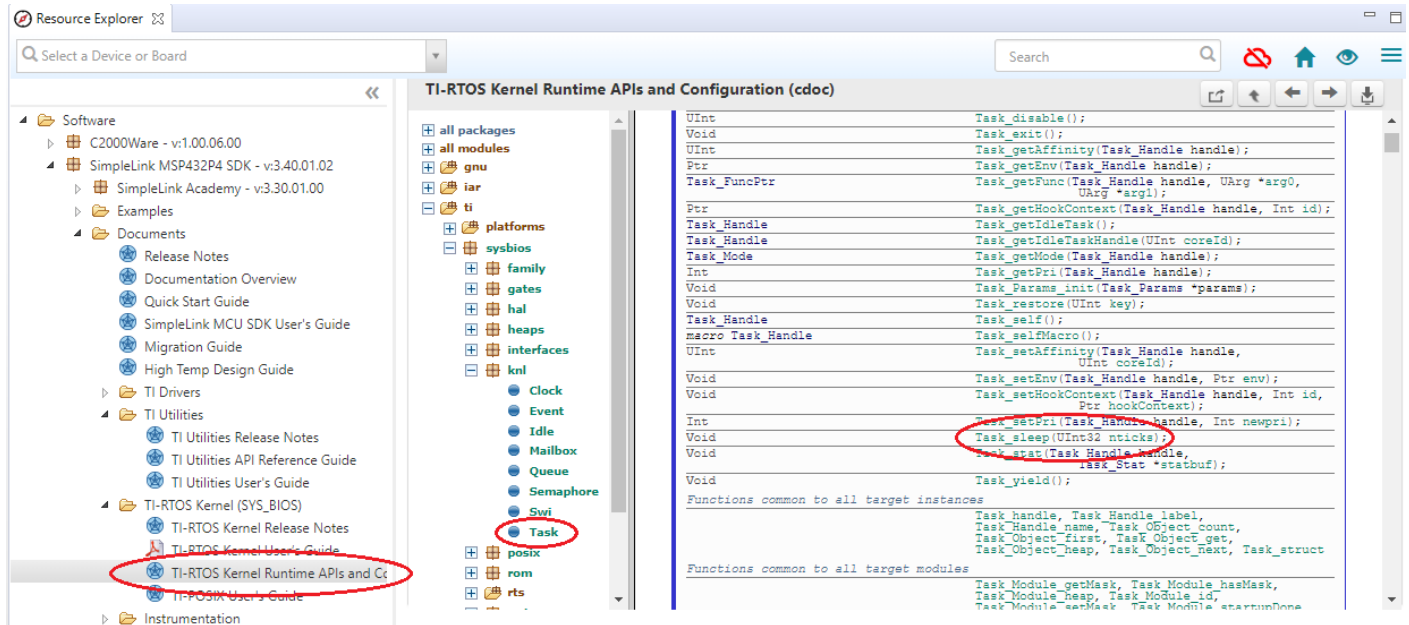 Resource Explorer
Select a Device or Board
Search
Software
C2000Ware - v:1.00.06.00
SimpleLink MSP432P4 SDK - v:3.40.01.02
SimpleLink Academy - v:3.30.01.00
Examples
Documents
Release Notes
Documentation Overview
Quick Start Guide
SimpleLink MCU SDK User's Guide
Migration Guide
High Temp Design Guide
TI Drivers
TI Utilities
TI Utilities Release Notes
TI Utilities API Reference Guide
TI Utilities User's Guide
TI-RTOS Kernel (SYS_BIOS)
TI-RTOS Kernel Release Notes
TI-RTOS Kernel User's Guide
TI-RTOS Kernel Runtime APIs and Cc
TI-POSIX User's Guide
Instrumentation
TI-RTOS Kernel Runtime APIs and Configuration (cdoc)
all packages
all modules
gnu
iar
ti
platforms
sysbios
family
gates
hal
heaps
interfaces
knl
Clock
Event
Idle
Mailbox
Queue
Semaphore
Swi
Task
posix
rom
rts
UInt Task_disable();
Void Task_exit();
UInt Task_getAffinity(Task_Handle handle);
Ptr Task_getEnv(Task_Handle handle);
Task_FuncPtr Task_getFunc(Task_Handle handle, UArg *arg0,
UArg *arg1);
Ptr Task_getHookContext(Task_Handle handle, Int id);
Task_Handle Task_getIdleTask();
Task_Handle Task_getIdleTaskHandle(UInt coreId);
Task_Mode Task_getMode(Task_Handle handle);
Int Task_getPri(Task_Handle handle);
Void Task_Params_init(Task_Params *params);
Void Task_restore(UInt key);
Task_Handle Task_self();
macro Task_Handle Task_selfMacro();
UInt Task_setAffinity(Task_Handle handle,
UInt coreId);
Void Task_setEnv(Task_Handle handle, Ptr env);
Void Task_setHookContext(Task_Handle handle, Int id,
Ptr hookContext);
Int Task_setPri(Task_Handle handle, Int newpri);
Void Task_sleep(UInt32 nticks);
Void Task_stat(Task_Handle handle,
Task_Stat *statbuf);
Void Task_yield();
Functions common to all target instances
Task_handle, Task_Handle_label,
Task_Handle_name, Task_Object_count,
Task_Object_first, Task_Object_get,
Task_Object_heap, Task_Object_next, Task_struct
Functions common to all target modules
Task_Module_getMask, Task_Module_hasMask,
Task_Module_heap, Task_Module_id,
Task_Module_setMask, Task_Module_startupDone